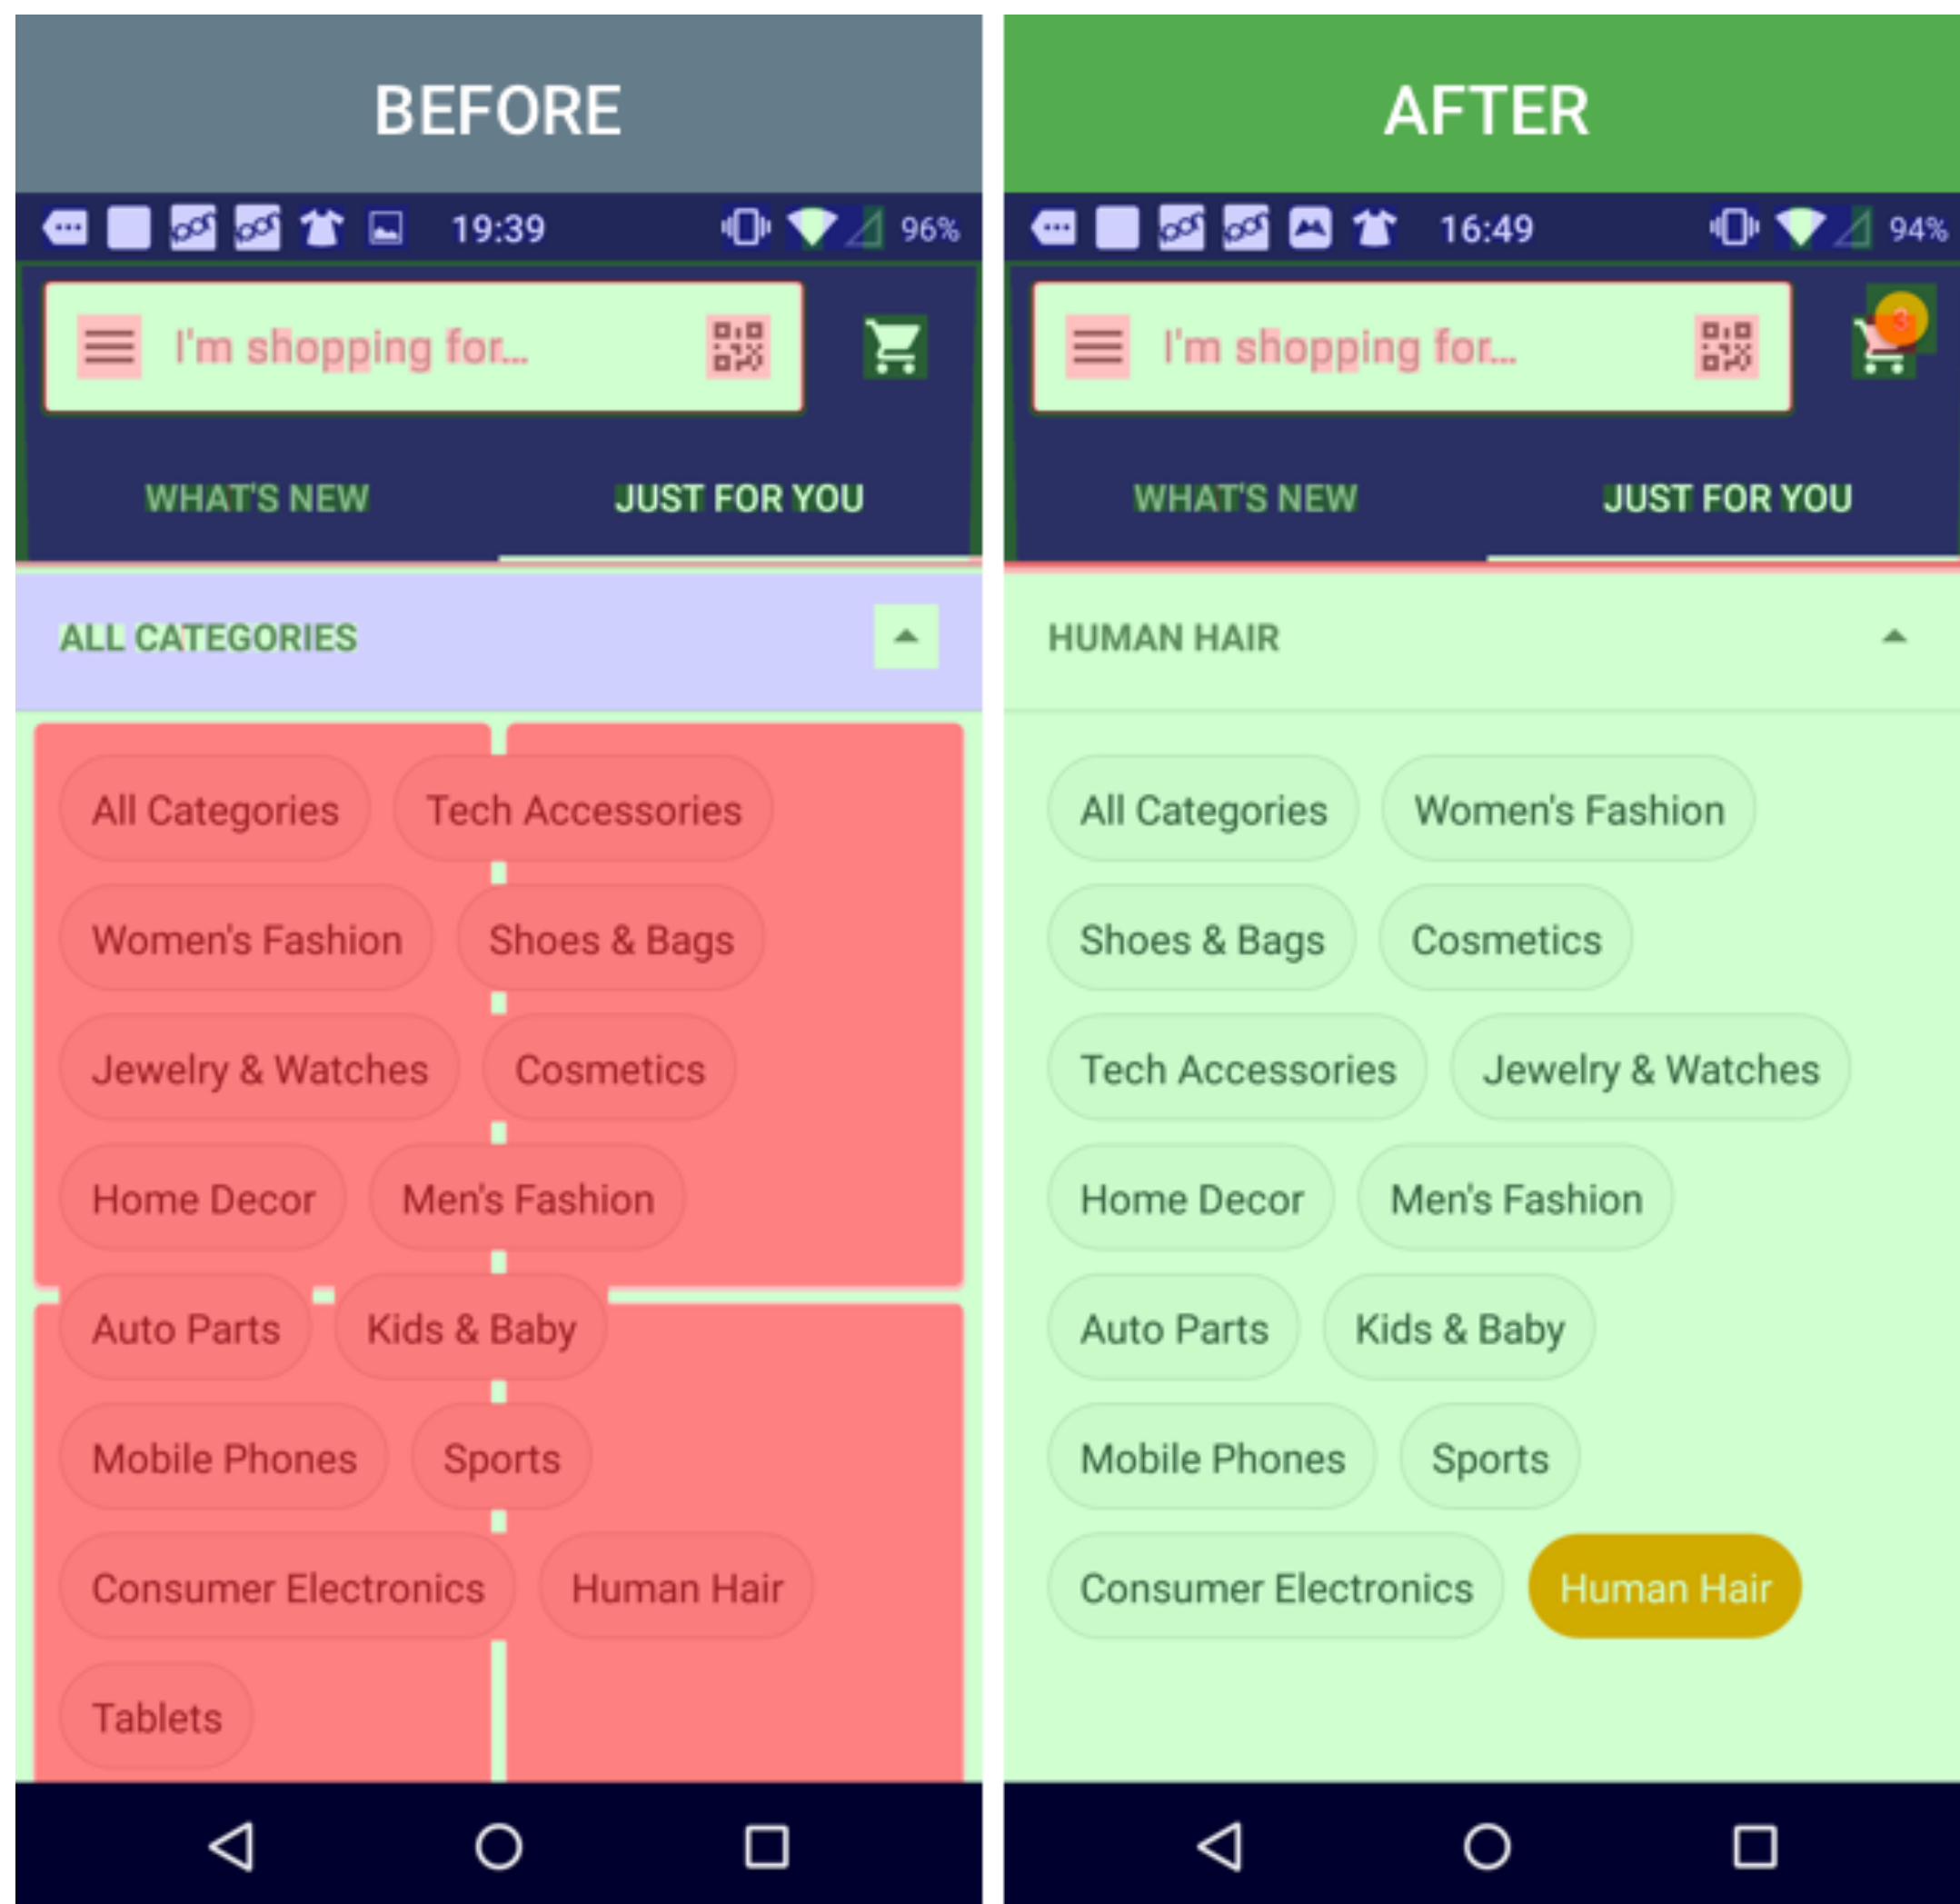 BEFORE
19:39 96%
I'm shopping for...
WHAT'S NEW JUST FOR YOU
ALL CATEGORIES
All Categories Tech Accessories
Women's Fashion Shoes & Bags
Jewelry & Watches Cosmetics
Home Decor Men's Fashion
Auto Parts Kids & Baby
Mobile Phones Sports
Consumer Electronics Human Hair
Tablets
AFTER
16:49 94%
3
I'm shopping for...
WHAT'S NEW JUST FOR YOU
HUMAN HAIR
All Categories Women's Fashion
Shoes & Bags Cosmetics
Tech Accessories Jewelry & Watches
Home Decor Men's Fashion
Auto Parts Kids & Baby
Mobile Phones Sports
Consumer Electronics Human Hair